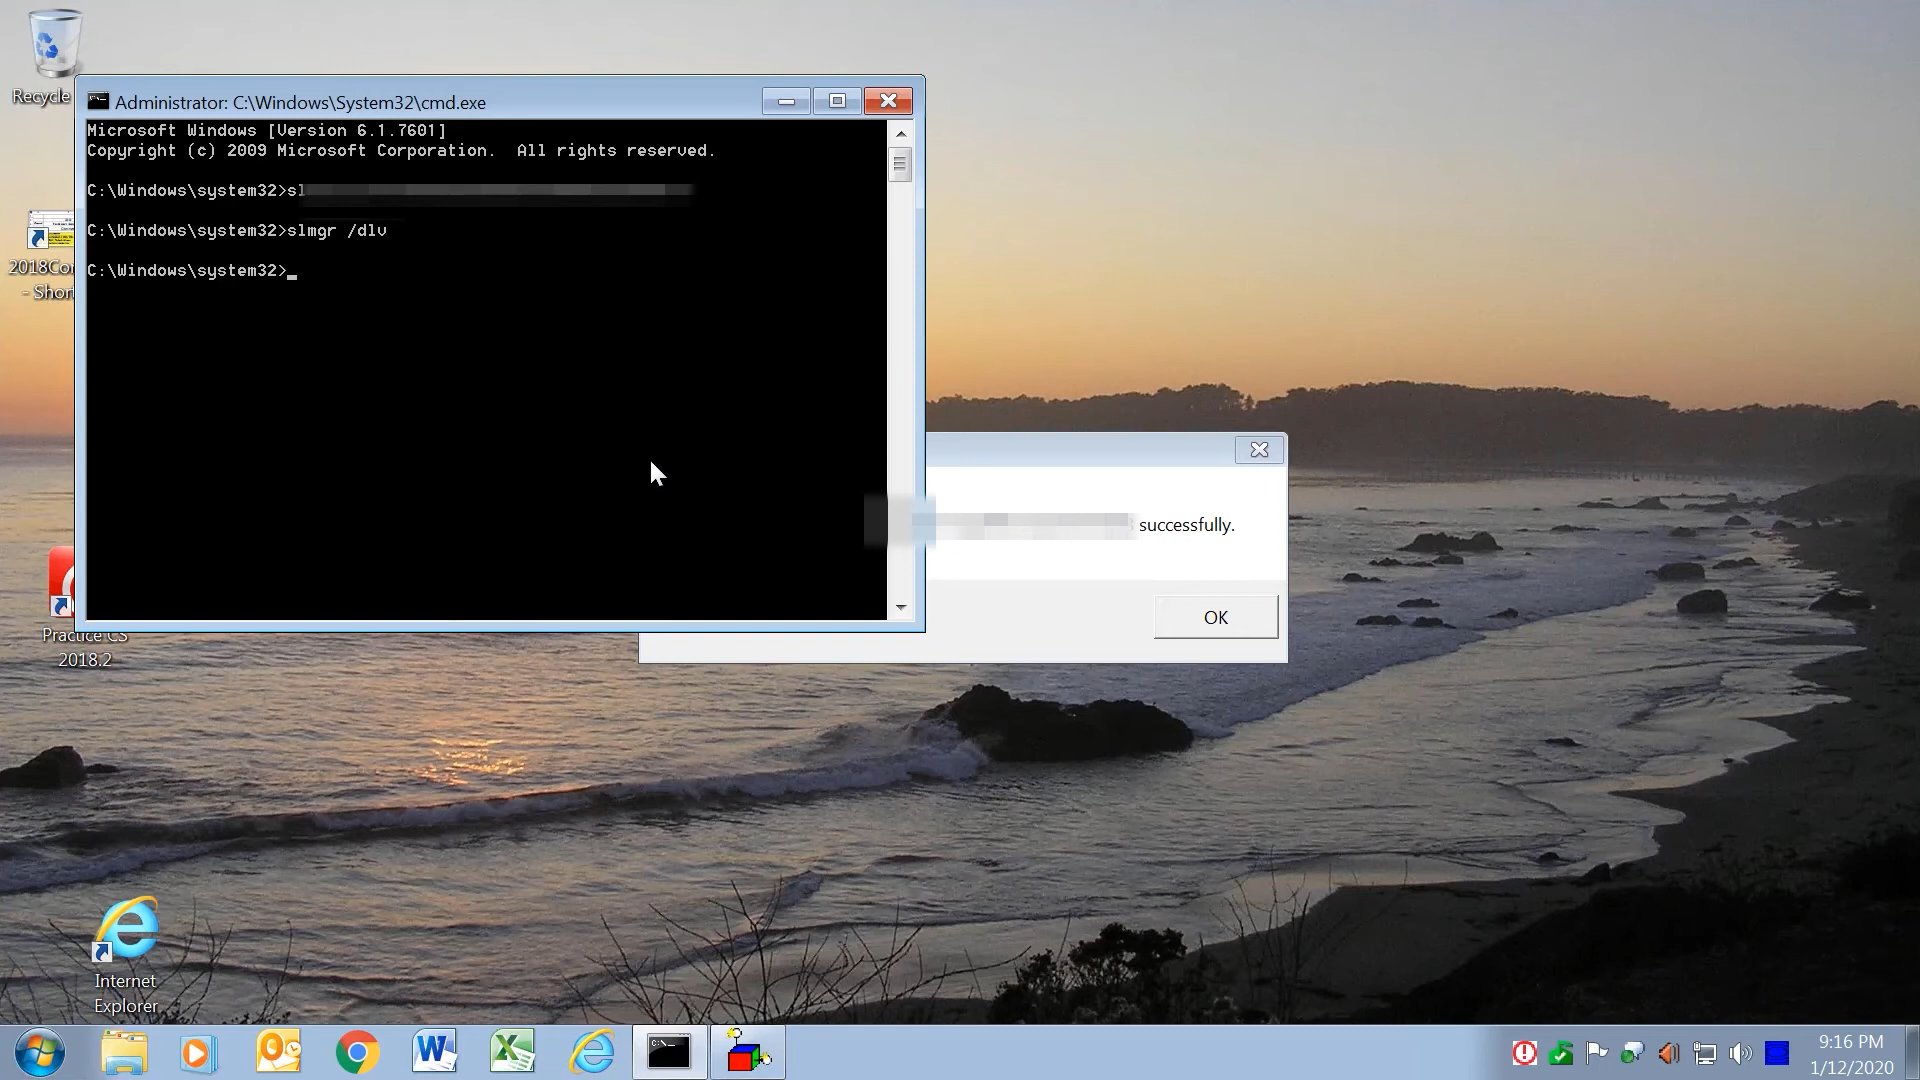 Recycle
Administrator: C:\Windows\System32\cmd.exe
Microsoft Windows [Version 6.1.7601]
Copyright (c) 2009 Microsoft Corporation.  All rights reserved.
C:\Windows\system32>sl
C:\Windows\system32>slmgr /dlv
C:\Windows\system32>_
2018Co
- Short
successfully.
OK
Practice CS
2018.2
Internet
Explorer
9:16 PM
1/12/2020